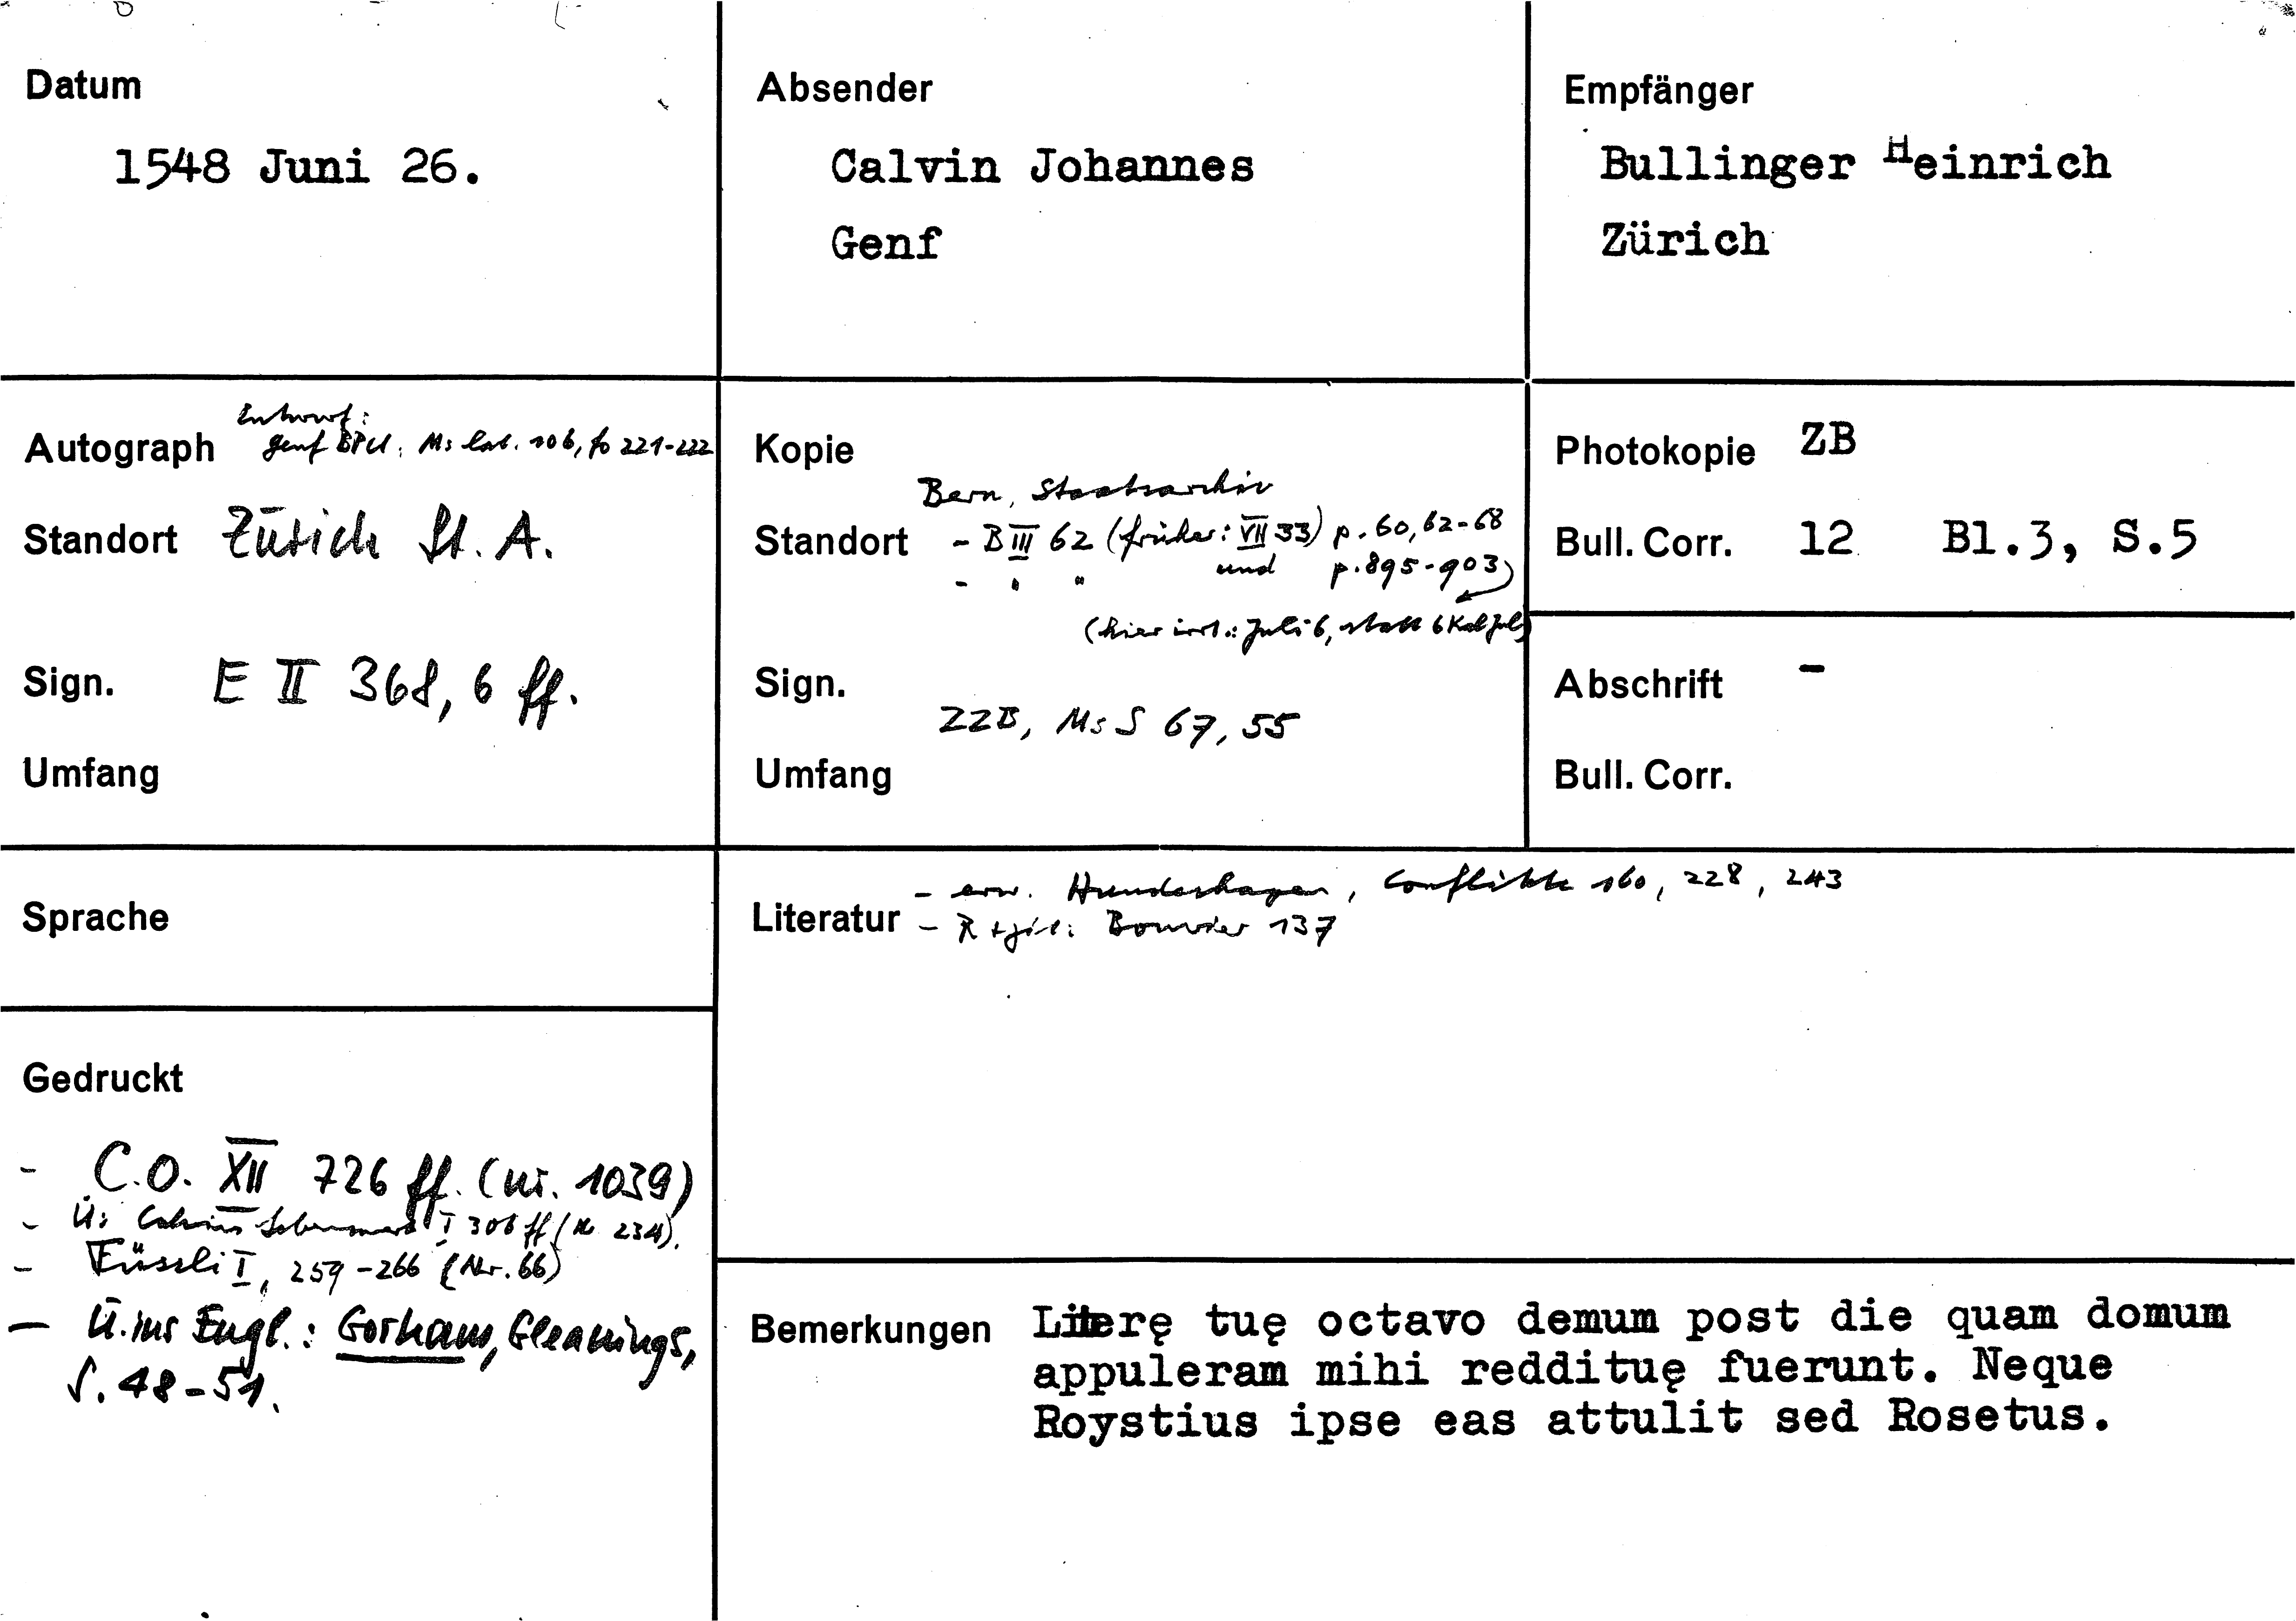 Datum
1548 Juni 26.
Absender
Calvin Johannes
Genf
Empfänger
Bullinger Heinrich
Zürich
Entwurf:
Autograph Genf BPU: Ms lat. 106, fo 221-222
Standort Zürich St. A.
Sign. E II 368, 6 ff.
Umfang
Kopie
Bern, Staatsarchiv
Standort - B III 62 (früher: VII 33) p. 60, 62-68
- " " und p. 895-903)
(hier irrt.: Juli 6, statt 6 Kal Jul)
Sign.
ZZB, Ms S 67, 55
Umfang
Photokopie ZB
Bull. Corr. 12 Bl.3, S.5
Abschrift -
Bull. Corr.
Sprache
Literatur - erw. Hundeshagen, Conflikte 160, 228, 243
- R + : Bouvier 137
Gedruckt
- C.O. XII 726 ff. (nr. 1039)
- Ü: Calvins Lebenswerk I 306 ff (N 234).
- Füssli I, 259-266 (Nr. 66)
- Ü. ins Engl.: Gorham, Gleanings,
S. 48-51.
Bemerkungen Literę tuę octavo demum post die quam domum
appuleram mihi reddituę fuerunt. Neque
Roystius ipse eas attulit sed Rosetus.